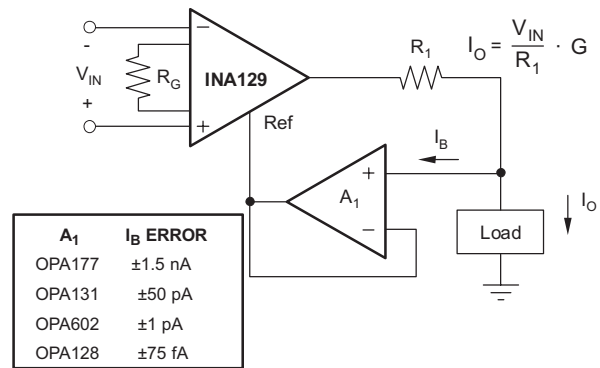 -
V_IN
+
R_G
−
INA129
+
Ref
R_1
I_O = V_IN / R_1 · G
I_B
+
A_1
−
Load
I_O
A_1 I_B ERROR
OPA177 ±1.5 nA
OPA131 ±50 pA
OPA602 ±1 pA
OPA128 ±75 fA